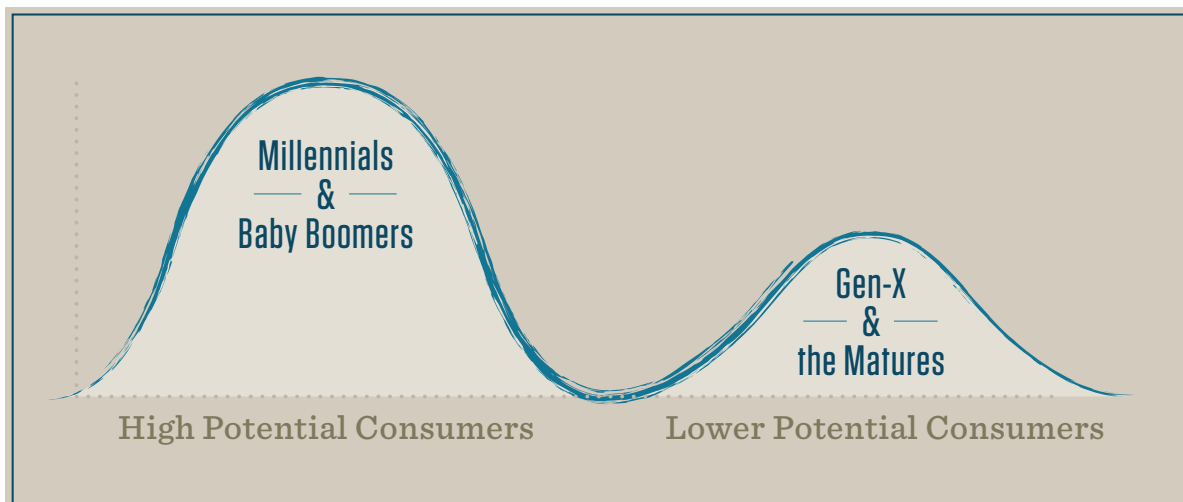 Millennials
&
Baby Boomers
Gen-X
&
the Matures
High Potential Consumers
Lower Potential Consumers